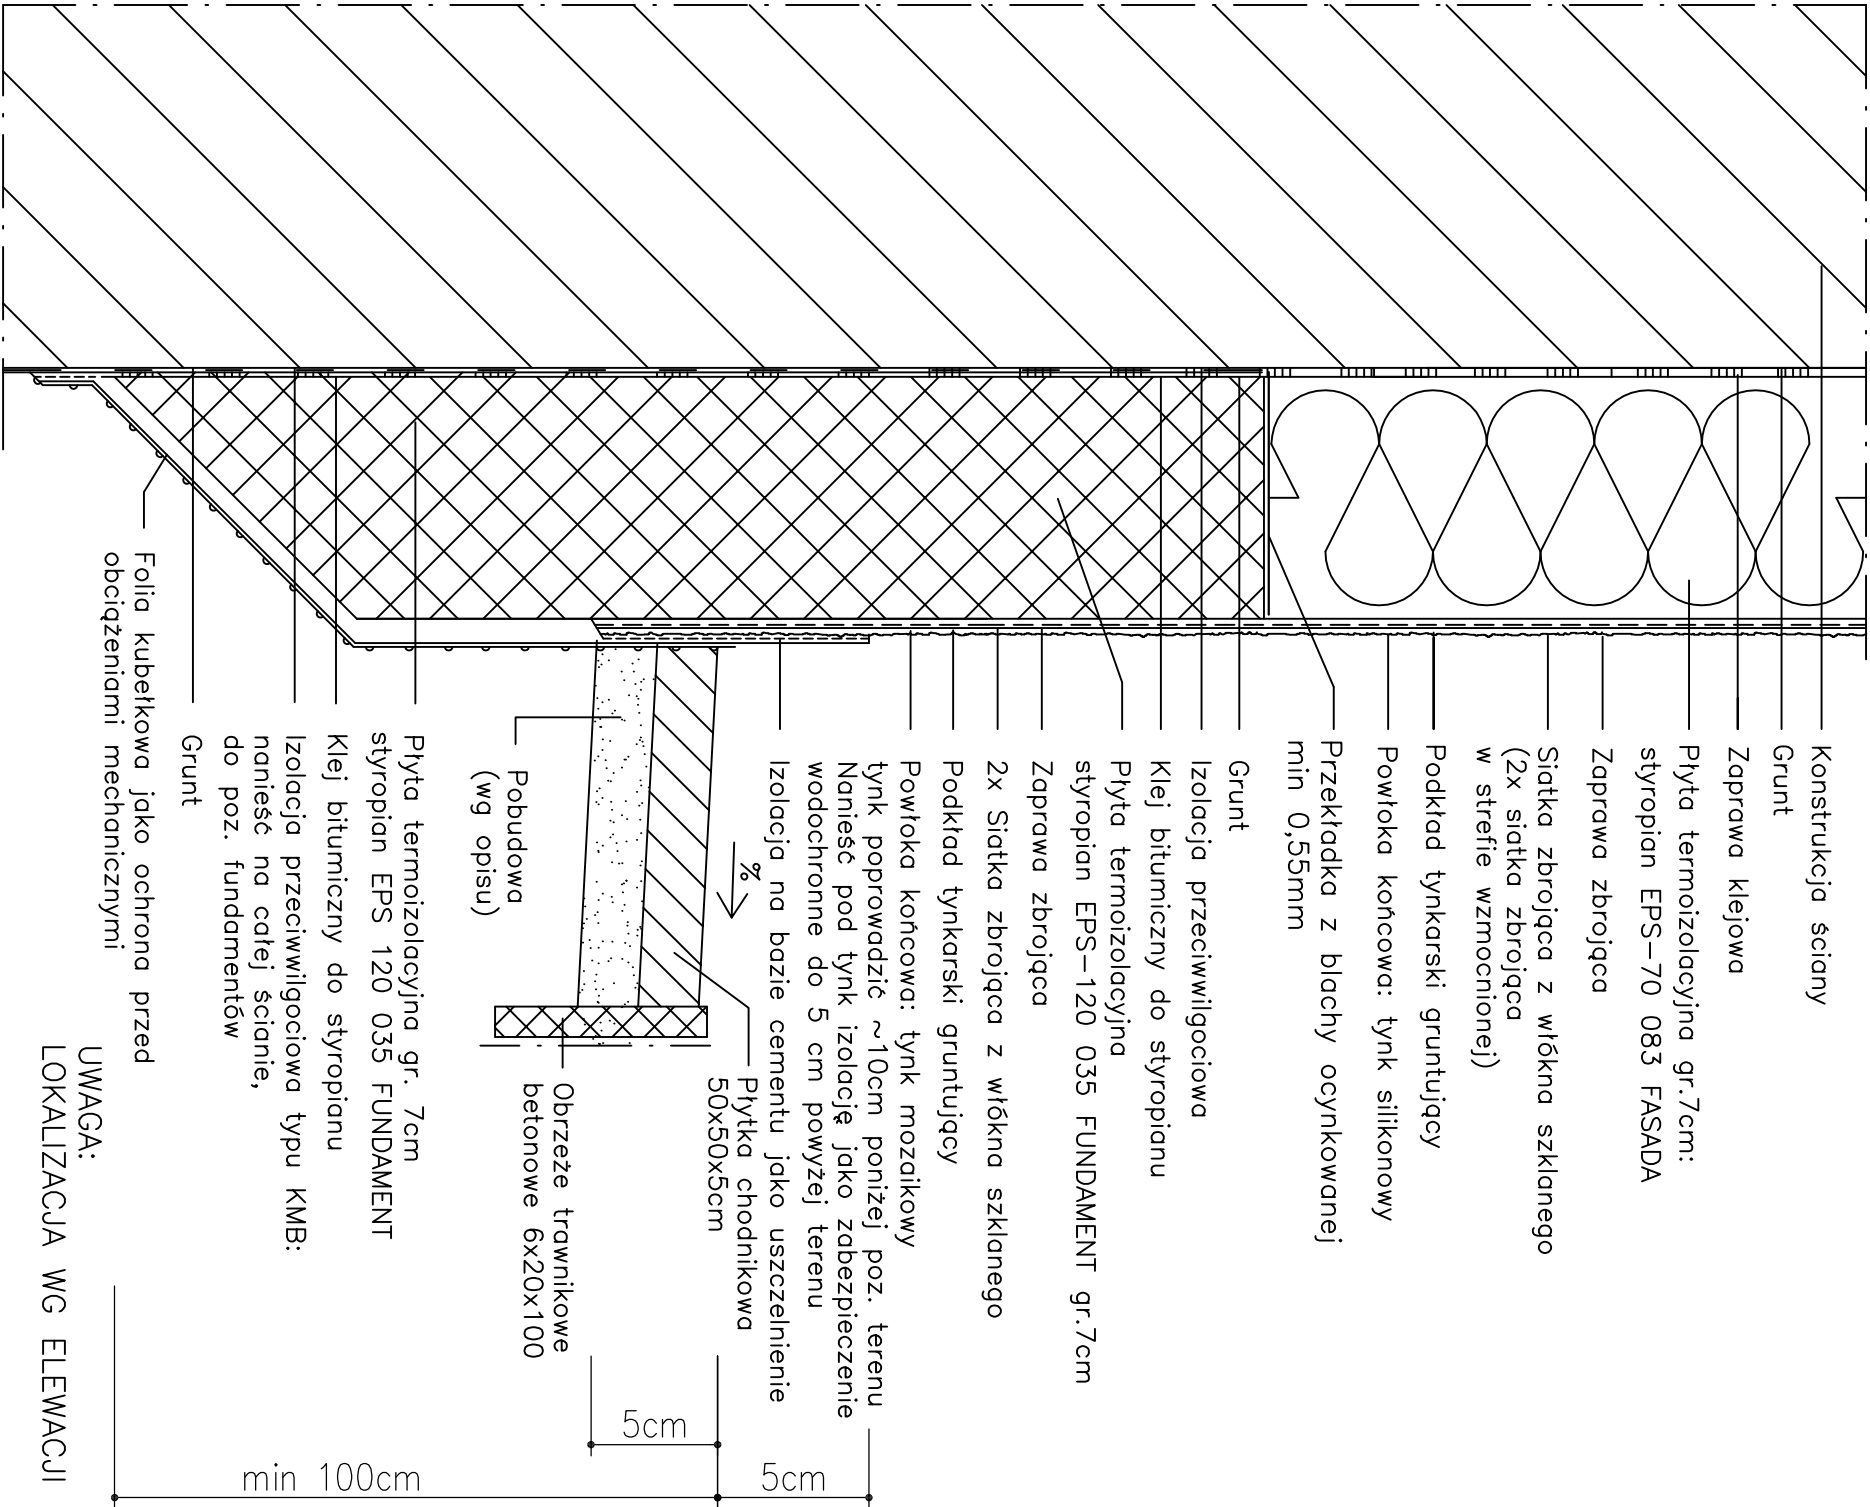 Konstrukcja ściany
Grunt
Zaprawa klejowa
Płyta termoizolacyjna gr.7cm:
styropian EPS-70 083 FASADA
Zaprawa zbrojąca
Siatka zbrojąca z włókna szklanego
(2x siatka zbrojąca
w strefie wzmocnionej)
Podkład tynkarski gruntujący
Powłoka końcowa: tynk silikonowy
Przekładka z blachy ocynkowanej
min 0,55mm
Grunt
Izolacja przeciwwilgociowa
Klej bitumiczny do styropianu
Płyta termoizolacyjna
styropian EPS-120 035 FUNDAMENT gr.7cm
Zaprawa zbrojąca
2x Siatka zbrojąca z włókna szklanego
Podkład tynkarski gruntujący
Powłoka końcowa: tynk mozaikowy
tynk poprowadzić ~10cm poniżej poz. terenu
Nanieść pod tynk izolację jako zabezpieczenie
wodochronne do 5 cm powyżej terenu
Izolacja na bazie cementu jako uszczelnienie
%
Płytka chodnikowa
50x50x5cm
Obrzeże trawnikowe
betonowe 6x20x100
Pobudowa
(wg opisu)
Płyta termoizolacyjna gr. 7cm
styropian EPS 120 035 FUNDAMENT
Klej bitumiczny do styropianu
Izolacja przeciwwilgociowa typu KMB:
nanieść na całej ścianie,
do poz. fundamentów
Grunt
Folia kubełkowa jako ochrona przed
obciążeniami mechanicznymi
5cm
5cm
min 100cm
UWAGA:
LOKALIZACJA WG ELEWACJI